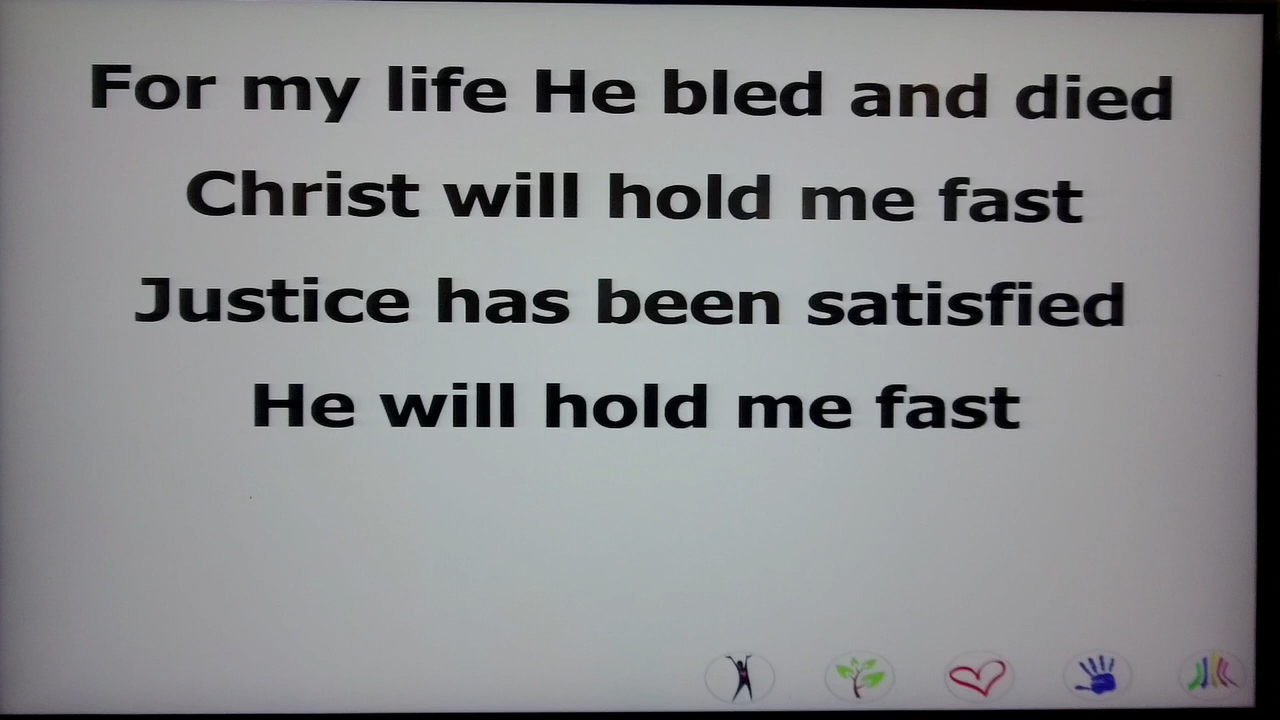 For my life He bled and died
Christ will hold me fast
Justice has been satisfied
He will hold me fast